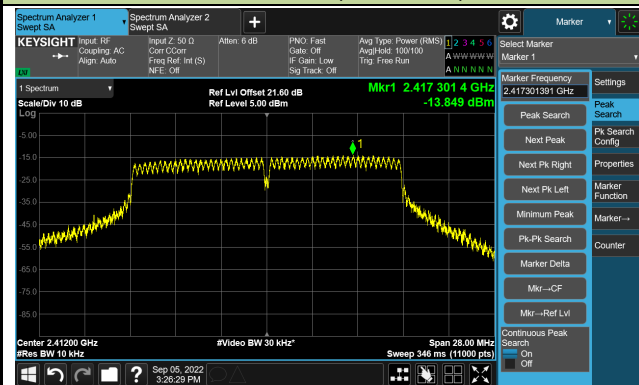 Spectrum Analyzer 1
Swept SA
Spectrum Analyzer 2
Swept SA
Marker
KEYSIGHT
Input: RF
Coupling: AC
Align: Auto
Input Z: 50 Ω
Corr CCorr
Freq Ref: Int (S)
NFE: Off
Atten: 6 dB
PNO: Fast
Gate: Off
IF Gain: Low
Sig Track: Off
Avg Type: Power (RMS)
Avg|Hold: 100/100
Trig: Free Run
1 2 3 4 5 6
A W W W W W
A N N N N N
LXI
Select Marker
Marker 1
1 Spectrum
Scale/Div 10 dB
Log
Ref Lvl Offset 21.60 dB
Ref Level 5.00 dBm
Mkr1 2.417 301 4 GHz
-13.849 dBm
Marker Frequency
2.417301391 GHz
Settings
Peak Search
Peak
Search
Next Peak
Pk Search
Config
Next Pk Right
Properties
Next Pk Left
Marker
Function
Minimum Peak
Marker→
Pk-Pk Search
Counter
Marker Delta
Mkr→CF
Mkr→Ref Lvl
Continuous Peak
Search
On
Off
1
-5.00
-15.0
-25.0
-35.0
-45.0
-55.0
-65.0
-75.0
-85.0
Center 2.41200 GHz
#Res BW 10 kHz
#Video BW 30 kHz*
Span 28.00 MHz
Sweep 346 ms (11000 pts)
Sep 05, 2022
3:26:29 PM